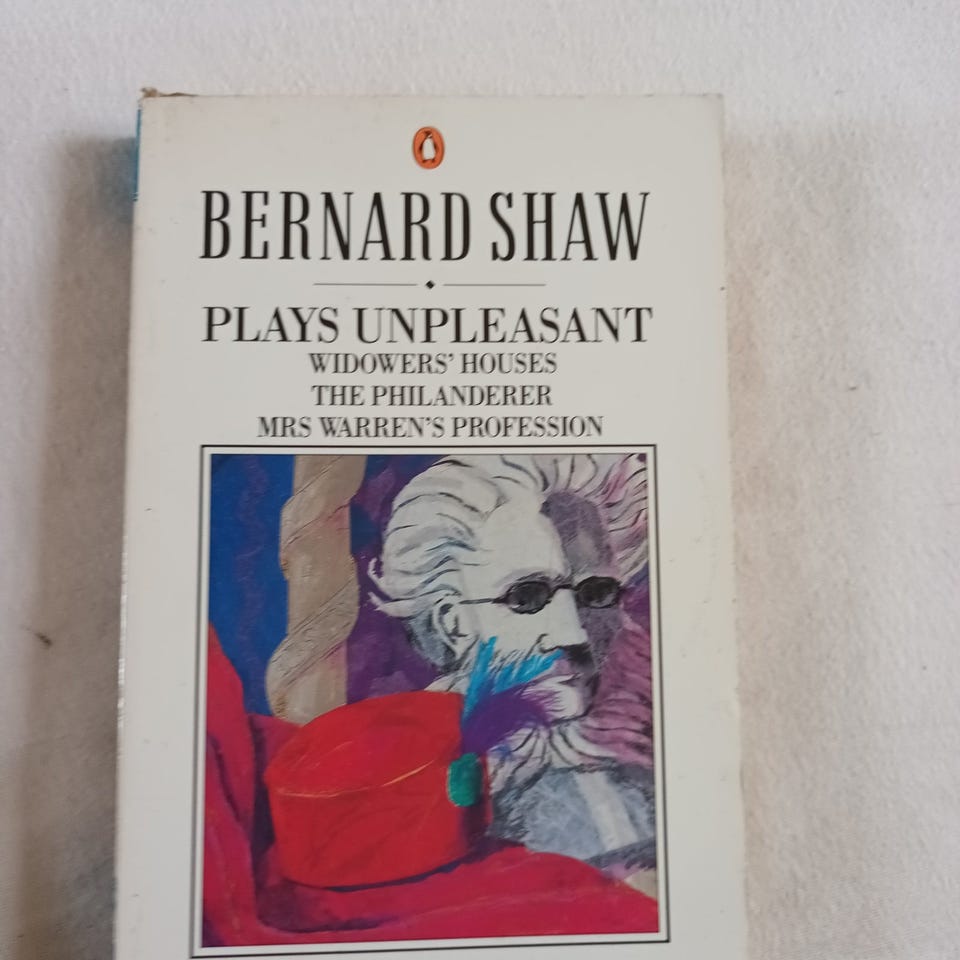 BERNARD SHAW
PLAYS UNPLEASANT
WIDOWERS' HOUSES
THE PHILANDERER
MRS WARREN'S PROFESSION